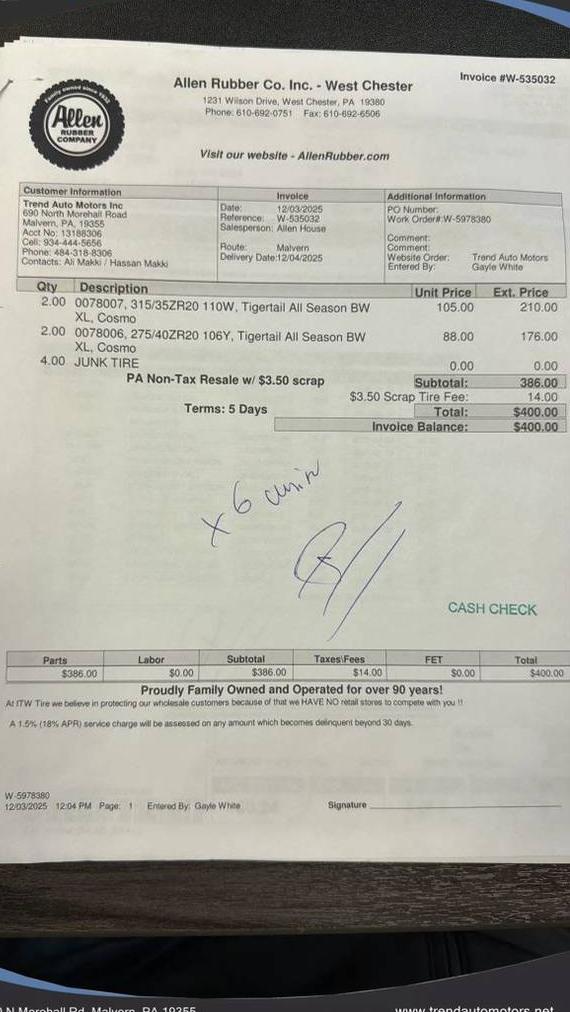 Family owned since 1932
Allen
RUBBER
COMPANY
Allen Rubber Co. Inc. - West Chester
Invoice #W-535032
1231 Wilson Drive, West Chester, PA 19380
Phone: 610-692-0751 Fax: 610-692-6506
Visit our website - AllenRubber.com
Customer Information
Trend Auto Motors Inc
690 North Morehall Road
Malvern, PA, 19355
Acct No: 13188306
Cell: 934-444-5656
Phone: 484-318-8306
Contacts: Ali Makki / Hassan Makki
Invoice
Date: 12/03/2025
Reference: W-535032
Salesperson: Allen House
Route: Malvern
Delivery Date:12/04/2025
Additional Information
PO Number:
Work Order#:W-5978380
Comment:
Comment:
Website Order: Trend Auto Motors
Entered By: Gayle White
Qty Description Unit Price Ext. Price
2.00 0078007, 315/35ZR20 110W, Tigertail All Season BW 105.00 210.00
XL, Cosmo
2.00 0078006, 275/40ZR20 106Y, Tigertail All Season BW 88.00 176.00
XL, Cosmo
4.00 JUNK TIRE 0.00 0.00
PA Non-Tax Resale w/ $3.50 scrap Subtotal: 386.00
$3.50 Scrap Tire Fee: 14.00
Terms: 5 Days Total: $400.00
Invoice Balance: $400.00
x 6
CASH CHECK
Parts Labor Subtotal Taxes\Fees FET Total
$386.00 $0.00 $386.00 $14.00 $0.00 $400.00
Proudly Family Owned and Operated for over 90 years!
At ITW Tire we believe in protecting our wholesale customers because of that we HAVE NO retail stores to compete with you !!
A 1.5% (18% APR) service charge will be assessed on any amount which becomes delinquent beyond 30 days.
W-5978380
12/03/2025 12:04 PM Page: 1 Entered By: Gayle White Signature
N Morehall Rd, Malvern, PA 19355
www.trendautomotors.net